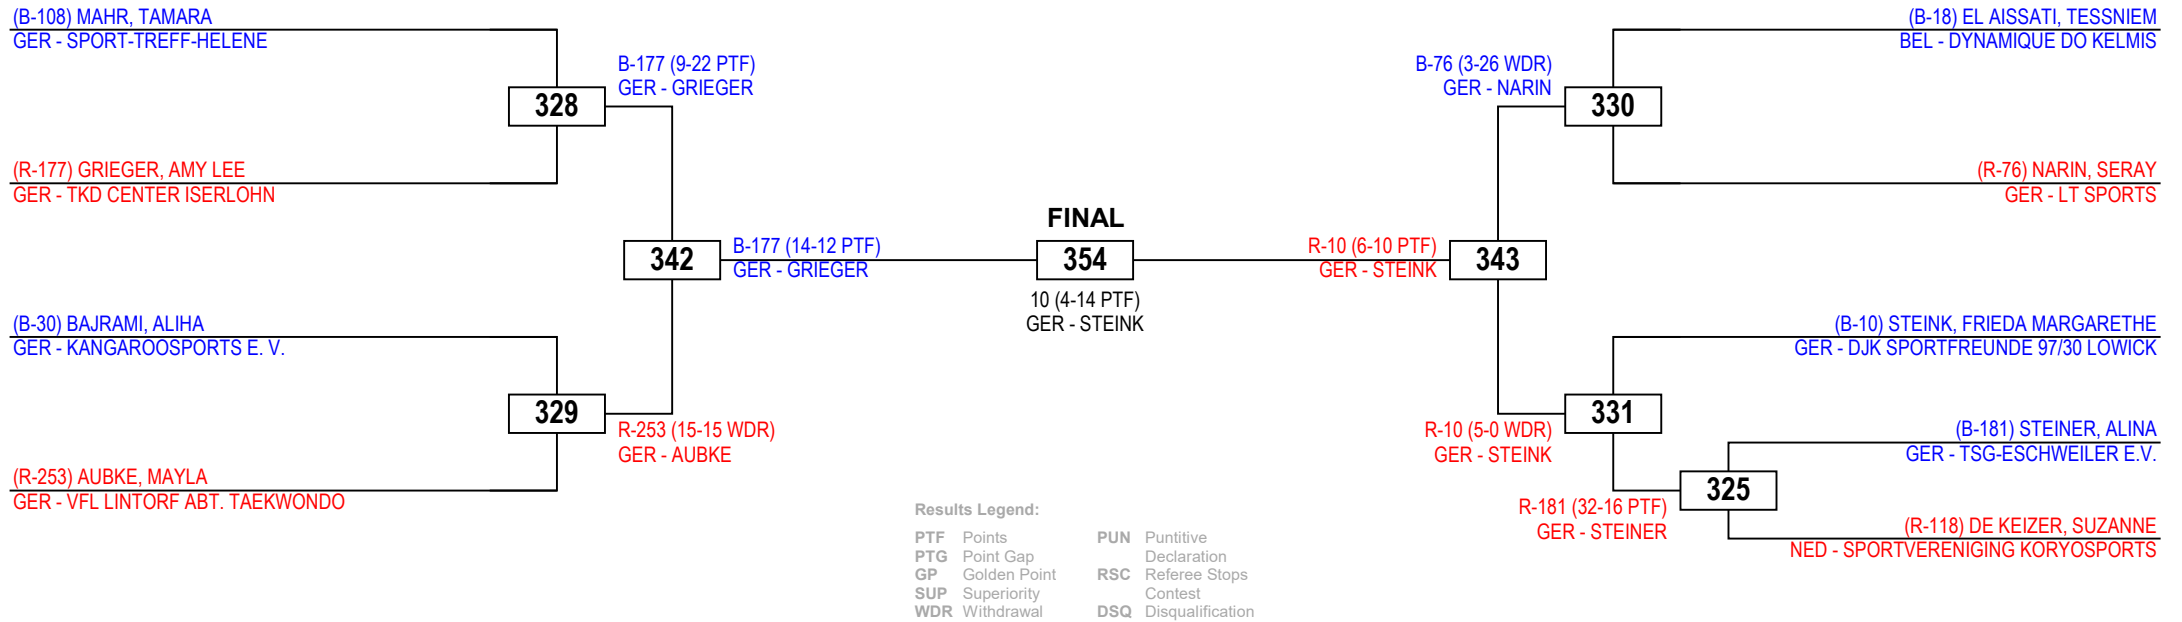 (B-108) MAHR, TAMARA
GER - SPORT-TREFF-HELENE
B-177 (9-22 PTF)
GER - GRIEGER
328
(R-177) GRIEGER, AMY LEE
GER - TKD CENTER ISERLOHN
342
B-177 (14-12 PTF)
GER - GRIEGER
(B-30) BAJRAMI, ALIHA
GER - KANGAROOSPORTS E. V.
329
R-253 (15-15 WDR)
GER - AUBKE
(R-253) AUBKE, MAYLA
GER - VFL LINTORF ABT. TAEKWONDO
FINAL
354
10 (4-14 PTF)
GER - STEINK
(B-18) EL AISSATI, TESSNIEM
BEL - DYNAMIQUE DO KELMIS
B-76 (3-26 WDR)
GER - NARIN
330
(R-76) NARIN, SERAY
GER - LT SPORTS
R-10 (6-10 PTF)
GER - STEINK
343
(B-10) STEINK, FRIEDA MARGARETHE
GER - DJK SPORTFREUNDE 97/30 LOWICK
331
R-10 (5-0 WDR)
GER - STEINK
(B-181) STEINER, ALINA
GER - TSG-ESCHWEILER E.V.
325
R-181 (32-16 PTF)
GER - STEINER
(R-118) DE KEIZER, SUZANNE
NED - SPORTVERENIGING KORYOSPORTS
Results Legend:
PTF Points
PTG Point Gap
GP Golden Point
SUP Superiority
WDR Withdrawal
PUN Puntitive
Declaration
RSC Referee Stops
Contest
DSQ Disqualification